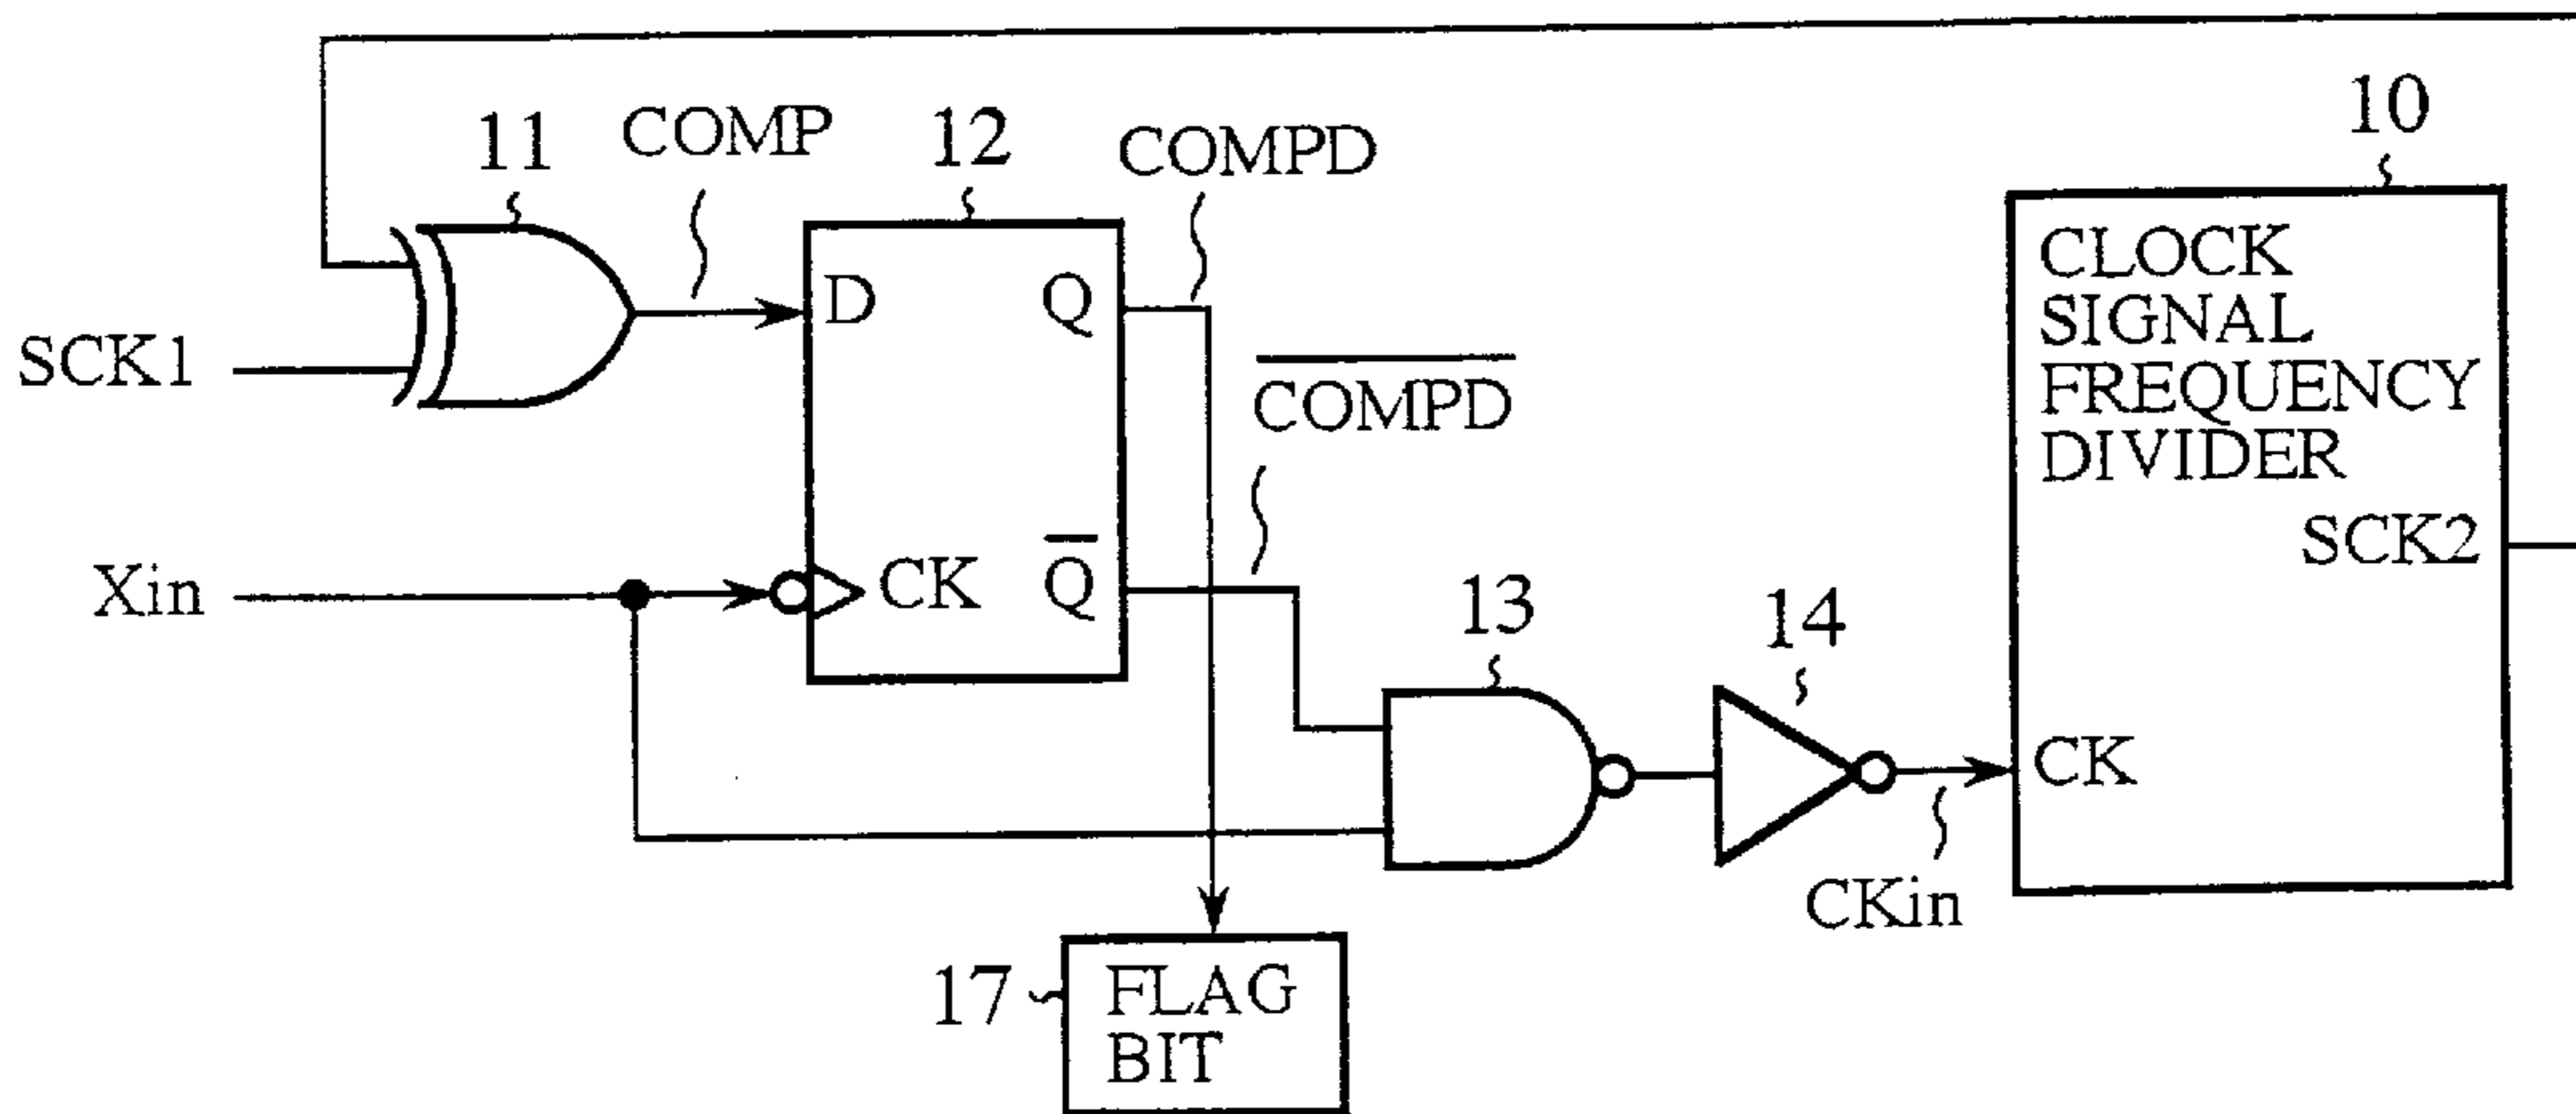 10
11
COMP
12
COMPD
CLOCK
SIGNAL
FREQUENCY
DIVIDER
D
Q
SCK1
COMPD
SCK2
Xin
CK
Q
13
14
CK
CKin
17
FLAG
BIT